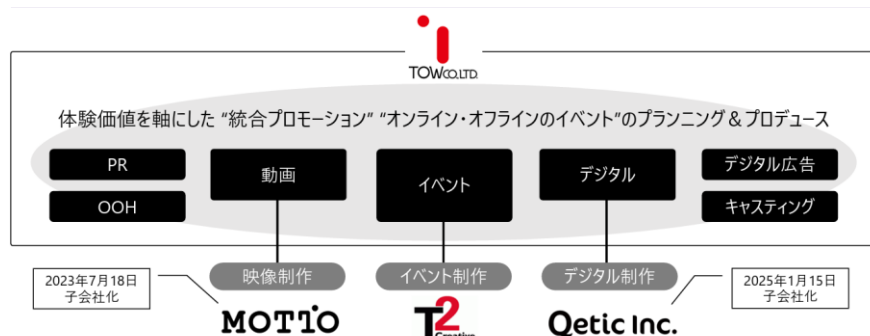 TOW CO.LTD.
体験価値を軸にした “統合プロモーション” “オンライン・オフラインのイベント”のプランニング＆プロデュース
PR
動画
イベント
デジタル
デジタル広告
OOH
キャスティング
2023年7月18日
子会社化
映像制作
イベント制作
デジタル制作
2025年1月15日
子会社化
MOTTO
T2
Creative
Qetic Inc.